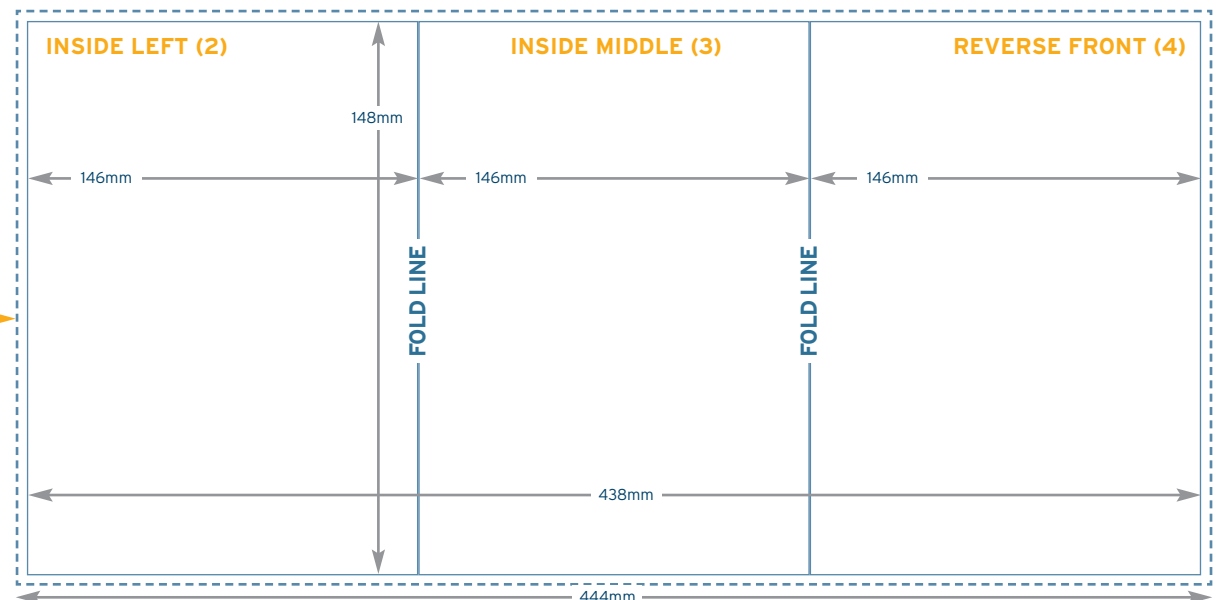 INSIDE LEFT (2)
INSIDE MIDDLE (3)
REVERSE FRONT (4)
148mm
146mm
146mm
146mm
FOLD LINE
FOLD LINE
438mm
444mm